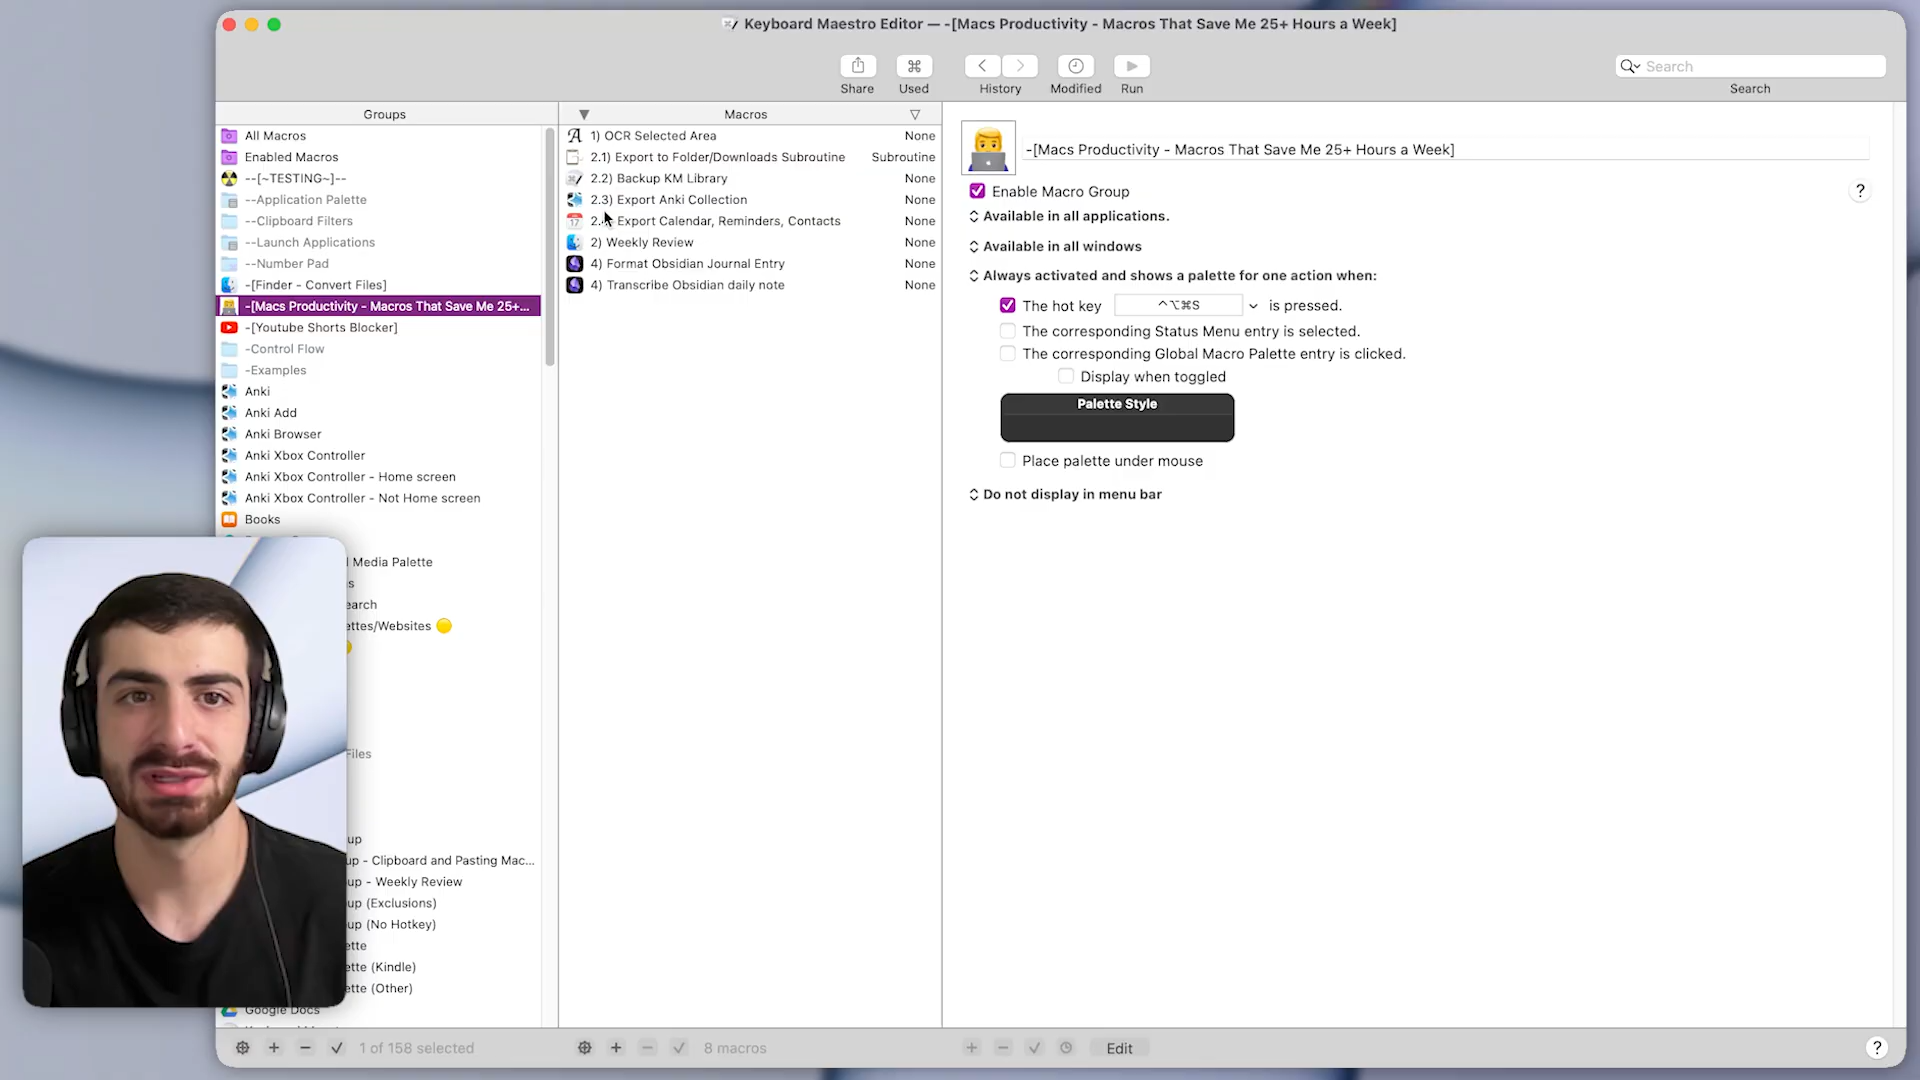 Keyboard Maestro Editor — -[Macs Productivity - Macros That Save Me 25+ Hours a Week]
Share
Used
History
Modified
Run
Search
Search
Groups
All Macros
Enabled Macros
--[~TESTING~]--
--Application Palette
--Clipboard Filters
--Launch Applications
--Number Pad
-[Finder - Convert Files]
-[Macs Productivity - Macros That Save Me 25+...
-[Youtube Shorts Blocker]
-Control Flow
-Examples
Anki
Anki Add
Anki Browser
Anki Xbox Controller
Anki Xbox Controller - Home screen
Anki Xbox Controller - Not Home screen
Books
Media Palette
s
earch
ettes/Websites
Files
up
up - Clipboard and Pasting Mac...
up - Weekly Review
up (Exclusions)
up (No Hotkey)
ette
ette (Kindle)
ette (Other)
Google Docs
1 of 158 selected
Macros
1) OCR Selected Area None
2.1) Export to Folder/Downloads Subroutine Subroutine
2.2) Backup KM Library None
2.3) Export Anki Collection None
2. Export Calendar, Reminders, Contacts None
2) Weekly Review None
4) Format Obsidian Journal Entry None
4) Transcribe Obsidian daily note None
8 macros
-[Macs Productivity - Macros That Save Me 25+ Hours a Week]
Enable Macro Group
?
Available in all applications.
Available in all windows
Always activated and shows a palette for one action when:
The hot key ^⌥⌘S is pressed.
The corresponding Status Menu entry is selected.
The corresponding Global Macro Palette entry is clicked.
Display when toggled
Palette Style
Place palette under mouse
Do not display in menu bar
Edit
?